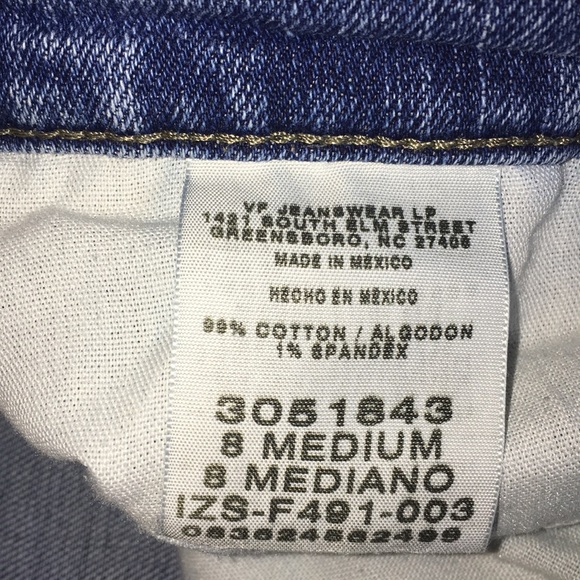 VF JEANSWEAR LP
1421 SOUTH ELM STREET
GREENSBORO, NC 27406
MADE IN MEXICO
HECHO EN MÉXICO
99% COTTON / ALGODON
1% SPANDEX
3051843
8 MEDIUM
8 MEDIANO
IZS-F491-003